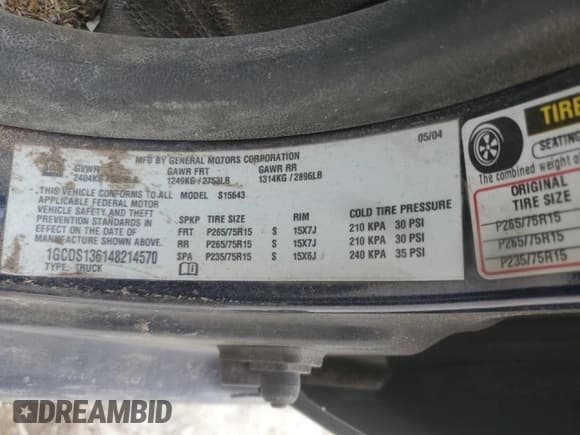 MFD BY GENERAL MOTORS CORPORATION 05/04
GVWR GAWR FRT GAWR RR
2404KG 1249KG / 2753LB 1314KG / 2896LB
THIS VEHICLE CONFORMS TO ALL MODEL S15643
APPLICABLE FEDERAL MOTOR
VEHICLE SAFETY, AND THEFT
PREVENTION STANDARDS IN
EFFECT ON THE DATE OF
MANUFACTURE SHOWN ABOVE.
1GCDS136148214570
TYPE: TRUCK
SPKP TIRE SIZE RIM COLD TIRE PRESSURE
FRT P265/75R15 S 15X7J 210 KPA 30 PSI
RR P265/75R15 S 15X7J 210 KPA 30 PSI
SPA P235/75R15 S 15X6J 240 KPA 35 PSI
TIRE
SEATING
The combined weight of
ORIGINAL
TIRE SIZE
P265/75R15
P265/75R15
P235/75R15
DREAMBID